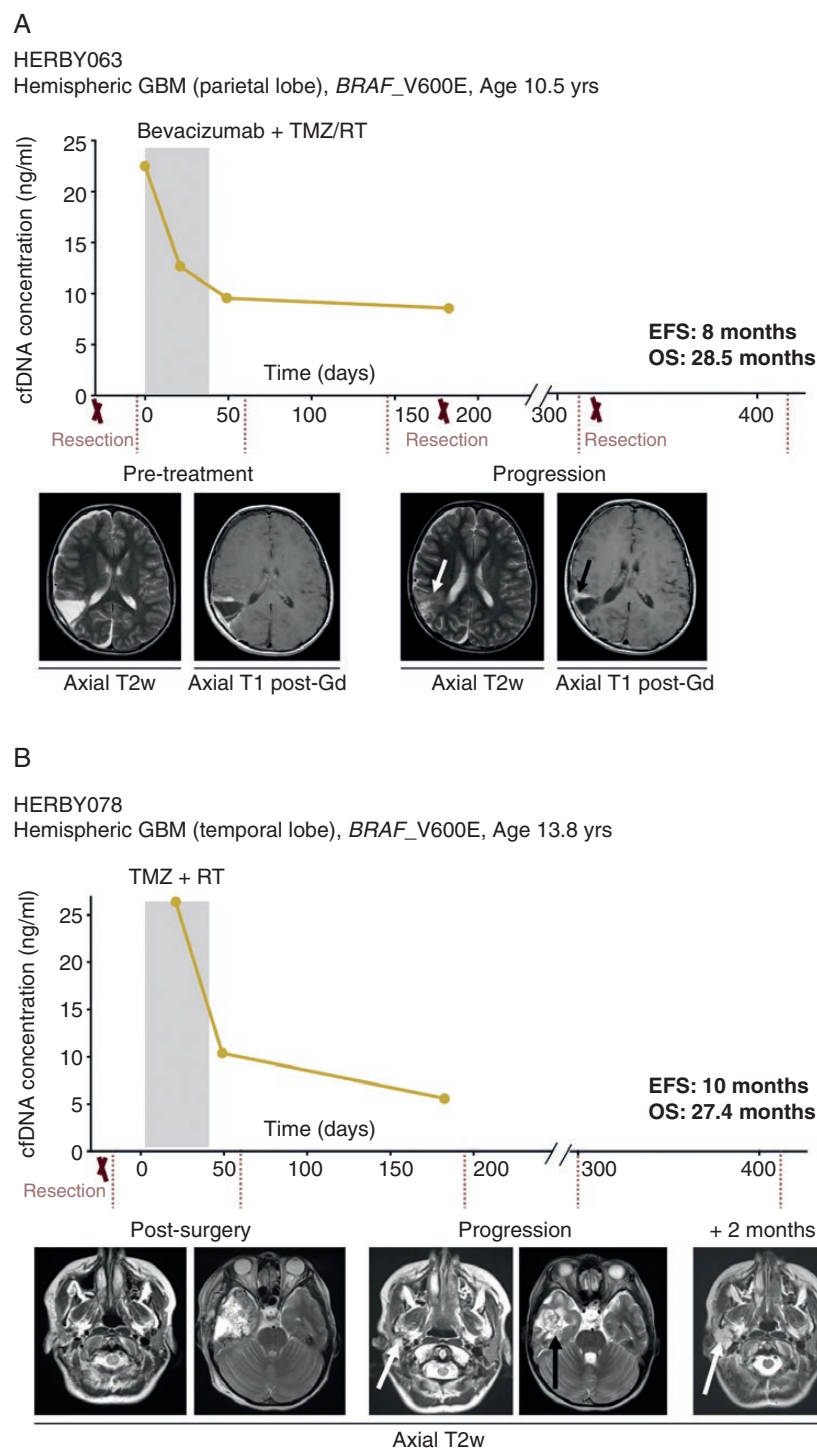 A
HERBY063
Hemispheric GBM (parietal lobe), BRAF_V600E, Age 10.5 yrs
Bevacizumab + TMZ/RT
cfDNA concentration (ng/ml)
25
20
15
10
5
0
EFS: 8 months
OS: 28.5 months
Time (days)
0 50 100 150 200 300 400
Resection Resection Resection
Pre-treatment Progression
Axial T2w Axial T1 post-Gd Axial T2w Axial T1 post-Gd
B
HERBY078
Hemispheric GBM (temporal lobe), BRAF_V600E, Age 13.8 yrs
TMZ + RT
cfDNA concentration (ng/ml)
25
20
15
10
5
0
EFS: 10 months
OS: 27.4 months
Time (days)
0 50 100 150 200 300 400
Resection
Post-surgery Progression + 2 months
Axial T2w